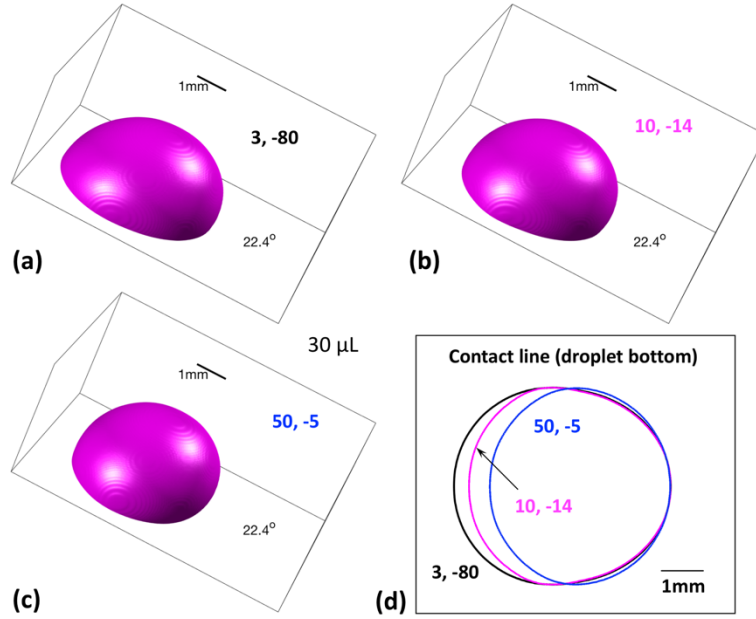 1mm
3, -80
22.4°
(a)
1mm
10, -14
22.4°
(b)
30 µL
1mm
50, -5
22.4°
(c)
Contact line (droplet bottom)
50, -5
10, -14
3, -80
1mm
(d)